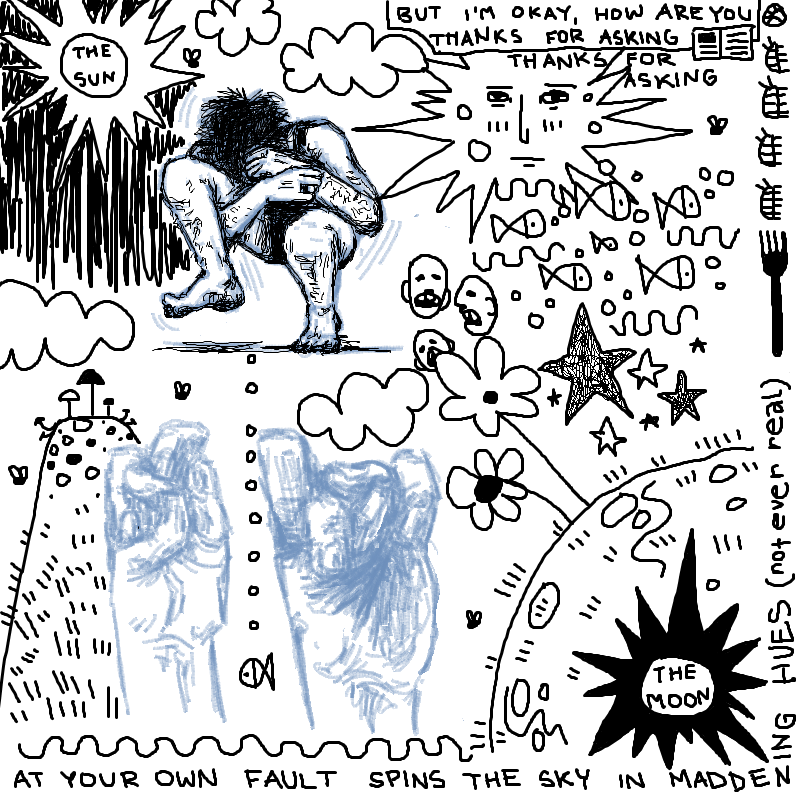 THE
SUN
BUT I'M OKAY, HOW ARE YOU
THANKS FOR ASKING
THANKS FOR
ASKING
THE
MOON
AT YOUR OWN FAULT SPINS THE SKY IN MADDENING HUES (not ever real)